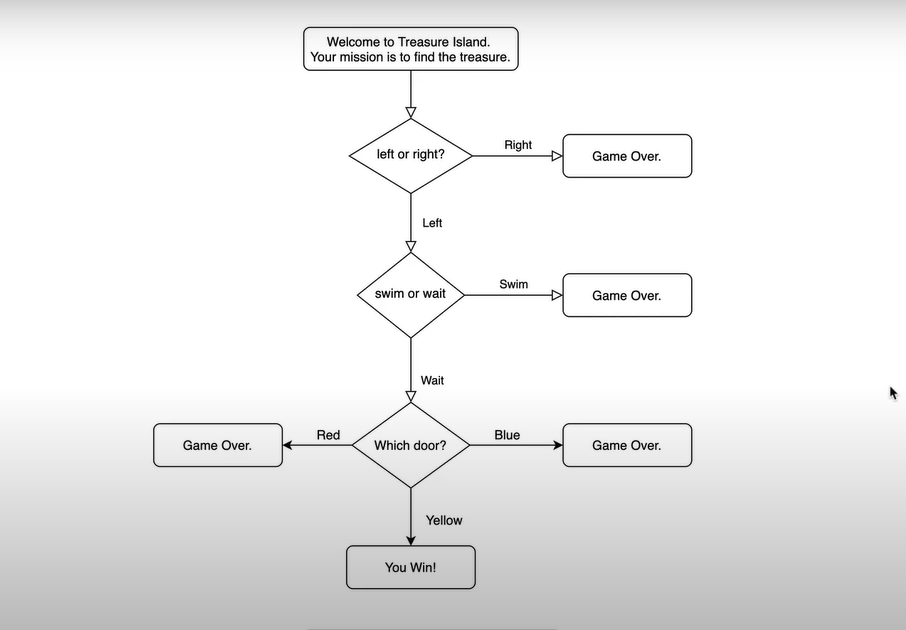 Welcome to Treasure Island.
Your mission is to find the treasure.
left or right?
Right
Game Over.
Left
swim or wait
Swim
Game Over.
Wait
Game Over.
Red
Which door?
Blue
Game Over.
Yellow
You Win!